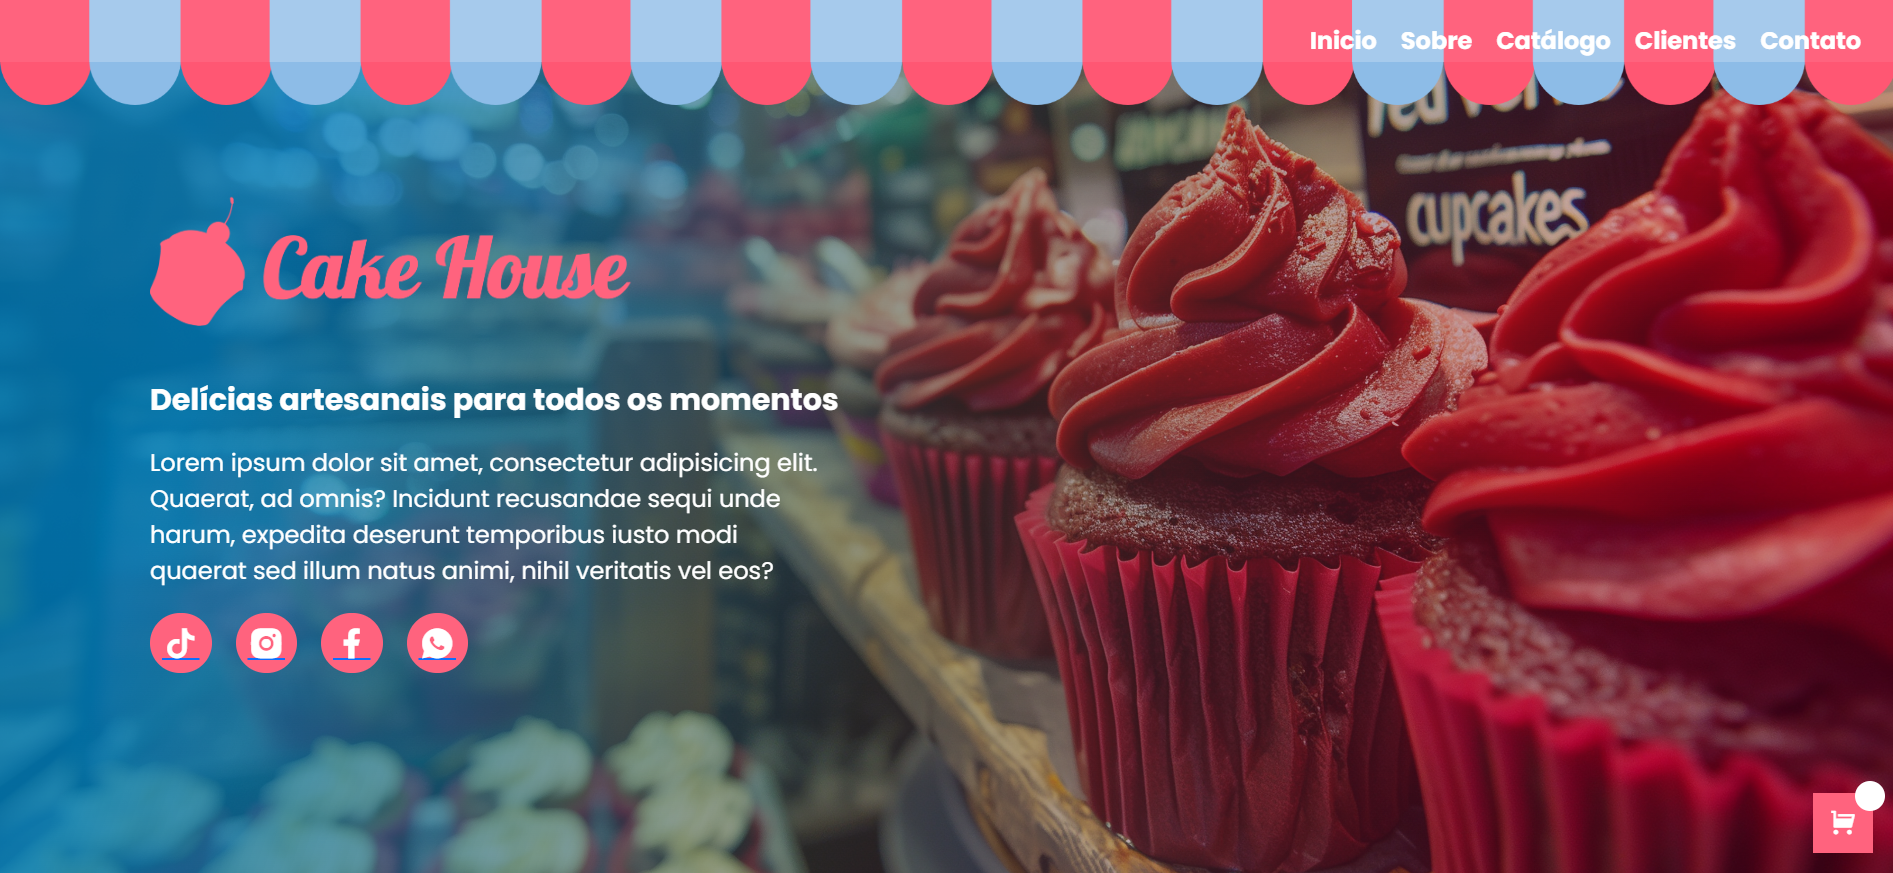 Inicio Sobre Catálogo Clientes Contato
red
cupcakes
Cake House
Delícias artesanais para todos os momentos
Lorem ipsum dolor sit amet, consectetur adipisicing elit.
Quaerat, ad omnis? Incidunt recusandae sequi unde
harum, expedita deserunt temporibus iusto modi
quaerat sed illum natus animi, nihil veritatis vel eos?